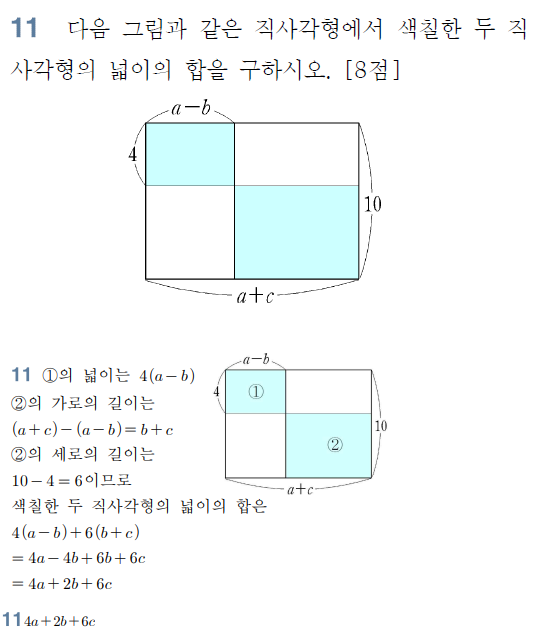 11 다음 그림과 같은 직사각형에서 색칠한 두 직
사각형의 넓이의 합을 구하시오. [8점]
a-b
4
10
a+c
11 ①의 넓이는 4(a-b)
②의 가로의 길이는
(a+c)-(a-b)=b+c
②의 세로의 길이는
10-4=6이므로
색칠한 두 직사각형의 넓이의 합은
4(a-b)+6(b+c)
=4a-4b+6b+6c
=4a+2b+6c
a-b
4
①
②
10
a+c
11 4a+2b+6c